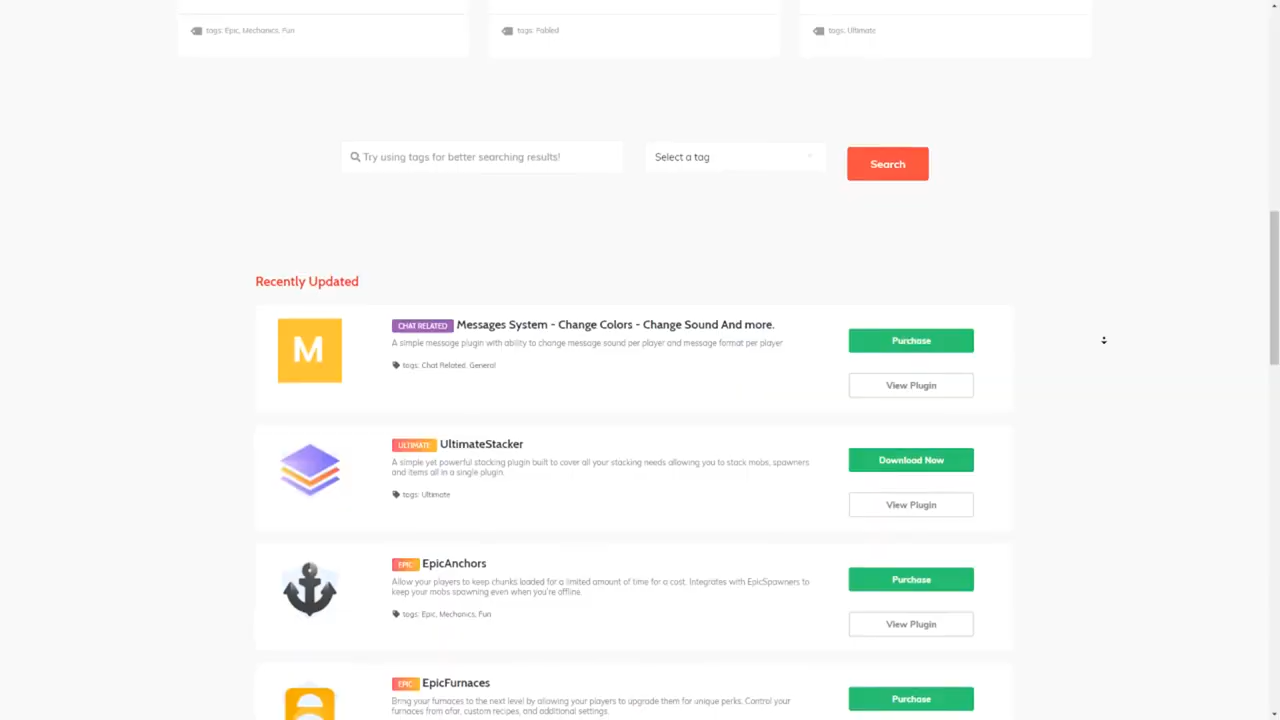 tags: Epic, Mechanics, Fun
tags: Fabled
tags: Ultimate
Try using tags for better searching results!
Select a tag
Search
Recently Updated
M
CHAT RELATED Messages System - Change Colors - Change Sound And more.
A simple message plugin with ability to change message sound per player and message format per player
tags: Chat Related, General
Purchase
View Plugin
ULTIMATE UltimateStacker
A simple yet powerful stacking plugin built to cover all your stacking needs allowing you to stack mobs, spawners
and items all in a single plugin.
tags: Ultimate
Download Now
View Plugin
EPIC EpicAnchors
Allow your players to keep chunks loaded for a limited amount of time for a cost. Integrates with EpicSpawners to
keep your mobs spawning even when you're offline.
tags: Epic, Mechanics, Fun
Purchase
View Plugin
EPIC EpicFurnaces
Bring your furnaces to the next level by allowing your players to upgrade them for unique perks. Control your
furnaces from afar, custom recipes, and additional settings.
Purchase